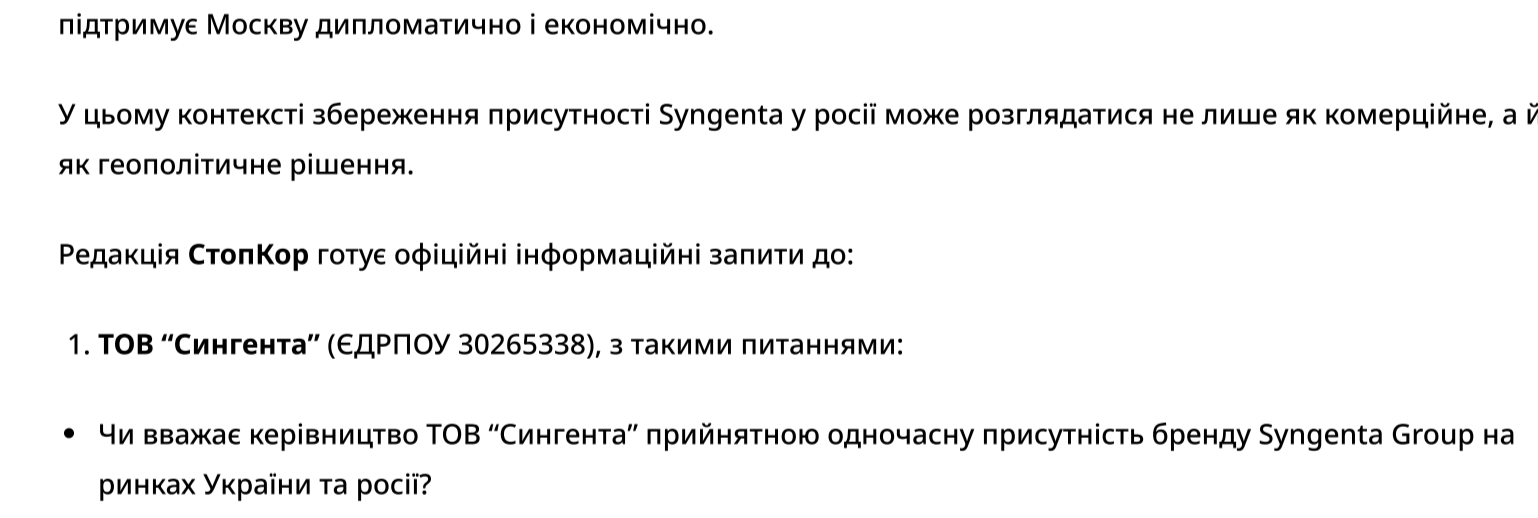 підтримує Москву дипломатично і економічно.
У цьому контексті збереження присутності Syngenta у росії може розглядатися не лише як комерційне, а й
як геополітичне рішення.
Редакція СтопКор готує офіційні інформаційні запити до:
1. ТОВ “Сингента” (ЄДРПОУ 30265338), з такими питаннями:
• Чи вважає керівництво ТОВ “Сингента” прийнятною одночасну присутність бренду Syngenta Group на
ринках України та росії?